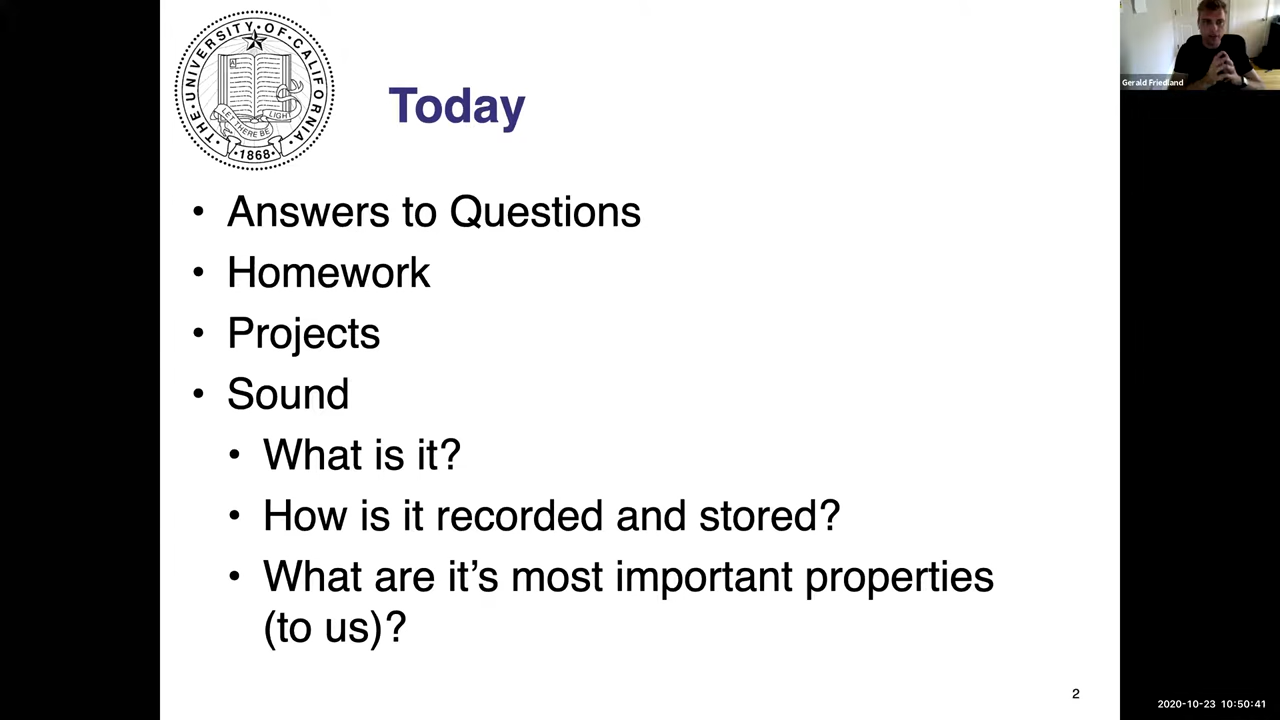 THE·UNIVERSITY·OF·CALIFORNIA·
A
LET THERE BE LIGHT
·1868·
Gerald Friedland
Today
• Answers to Questions
• Homework
• Projects
• Sound
• What is it?
• How is it recorded and stored?
• What are it’s most important properties
(to us)?
2
2020-10-23 10:50:41